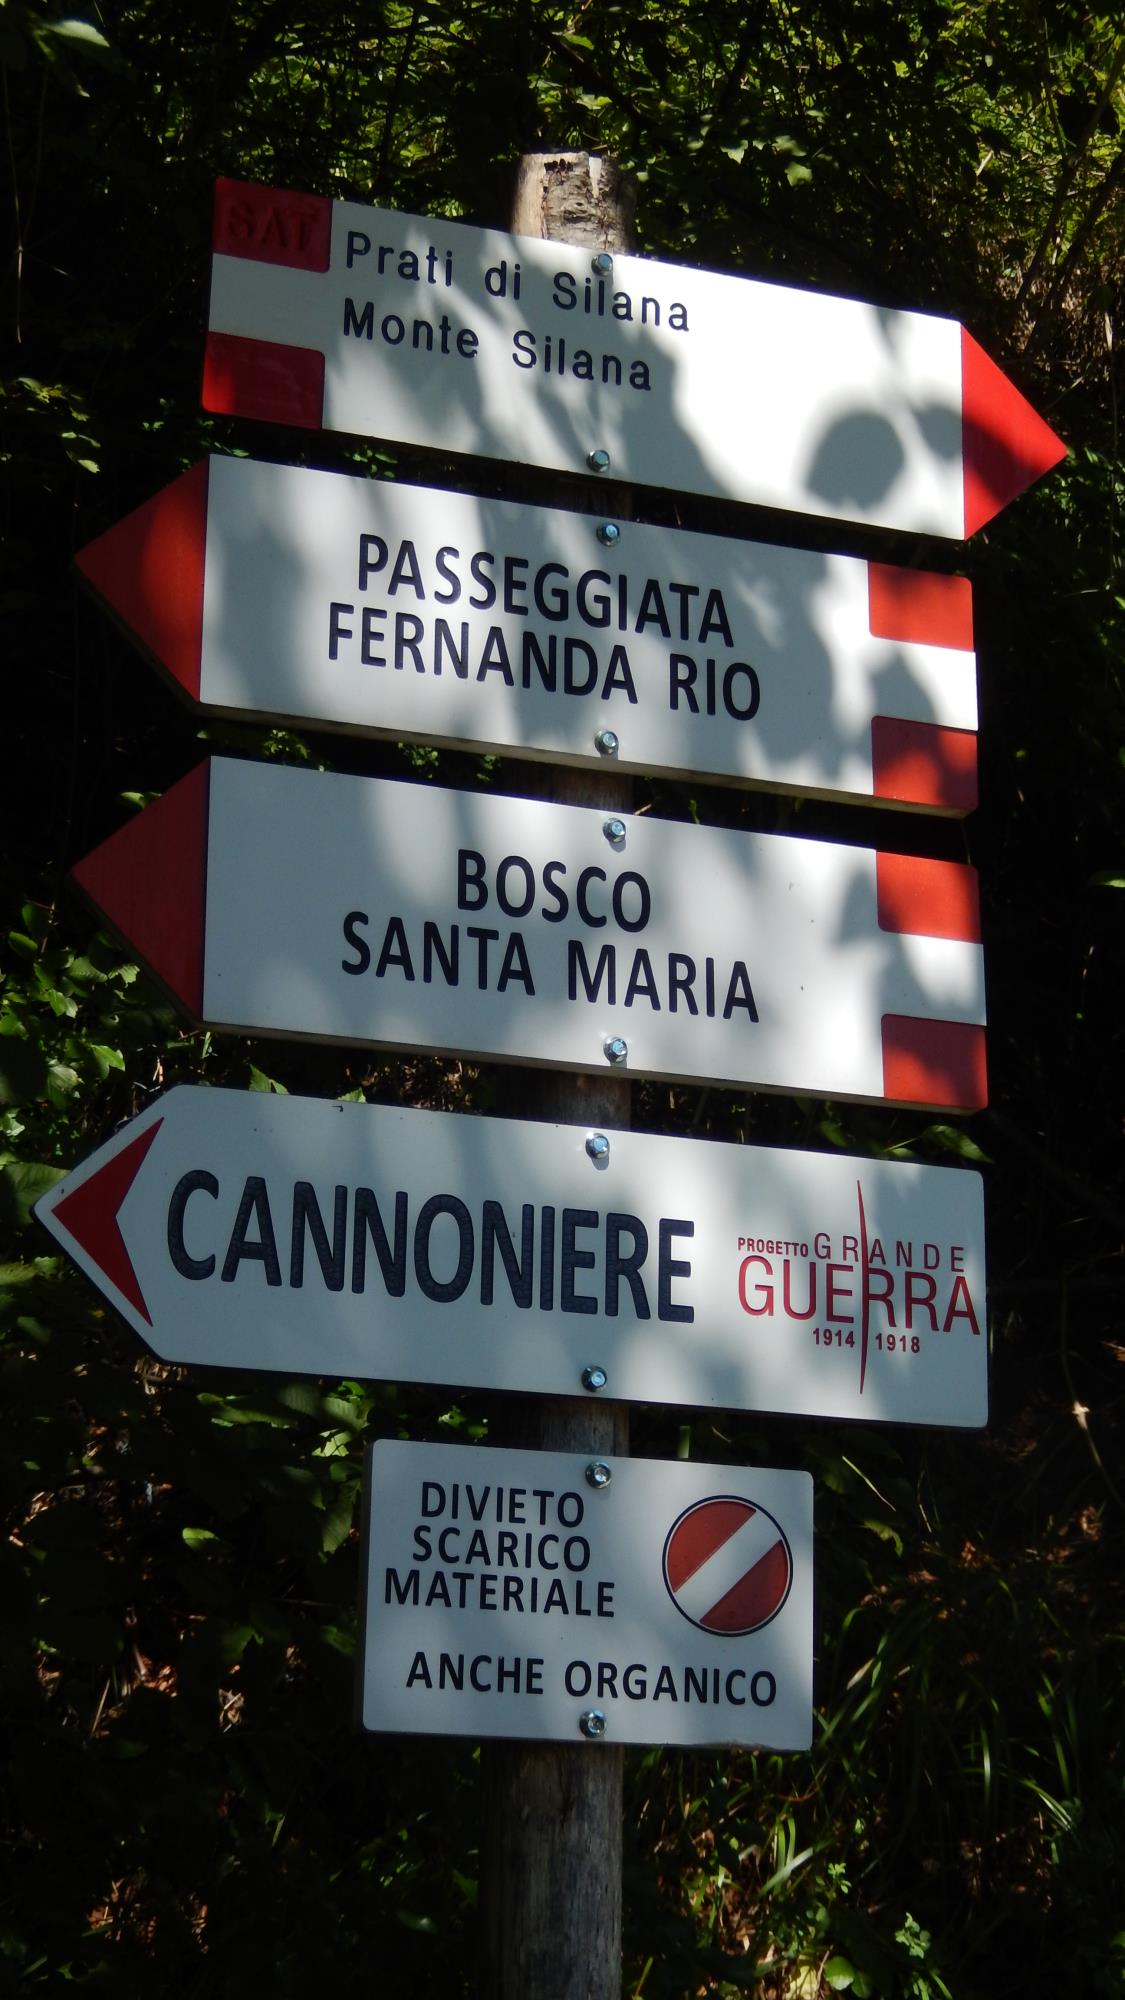 SAT
Prati di Silana
Monte Silana
PASSEGGIATA
FERNANDA RIO
BOSCO
SANTA MARIA
CANNONIERE
PROGETTO GRANDE
GUERRA
1914 1918
DIVIETO
SCARICO
MATERIALE
ANCHE ORGANICO